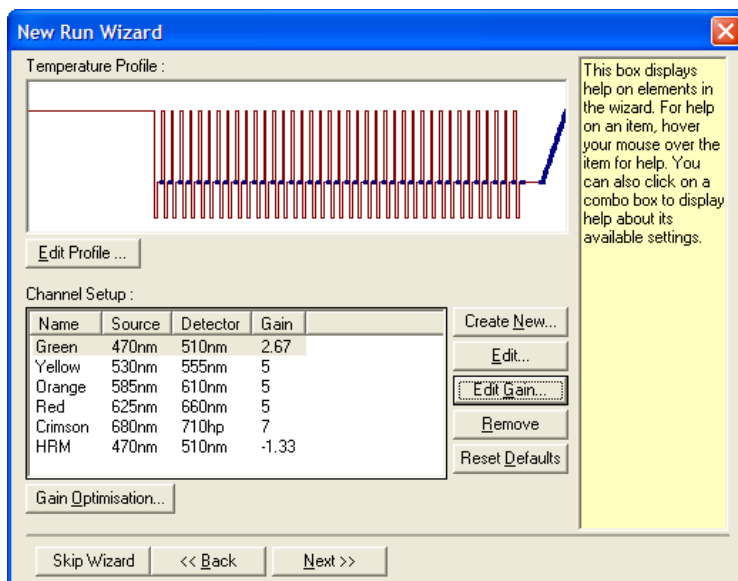 New Run Wizard
Temperature Profile :
This box displays
help on elements in
the wizard. For help
on an item, hover
your mouse over the
item for help. You
can also click on a
combo box to display
help about its
available settings.
Edit Profile ...
Channel Setup :
Name Source Detector Gain
Green 470nm 510nm 2.67
Yellow 530nm 555nm 5
Orange 585nm 610nm 5
Red 625nm 660nm 5
Crimson 680nm 710hp 7
HRM 470nm 510nm -1.33
Create New...
Edit...
Edit Gain...
Remove
Reset Defaults
Gain Optimisation...
Skip Wizard
<< Back
Next >>